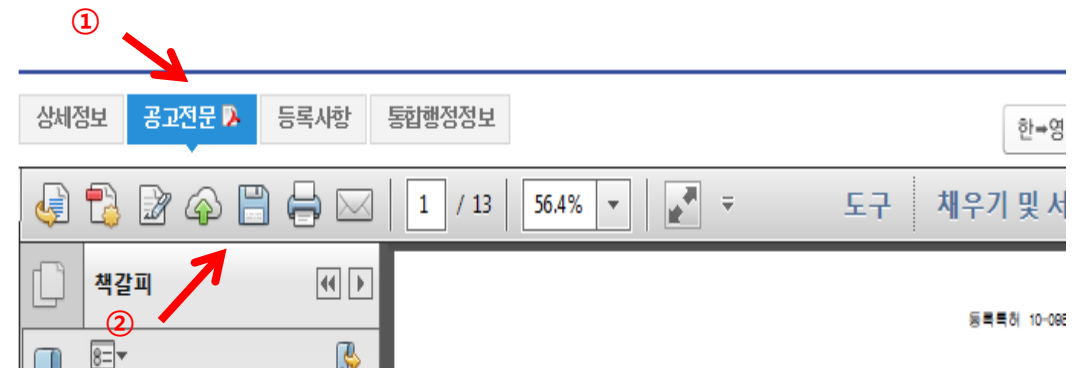 ①
상세정보 공고전문 등록사항 통합행정정보
한➡영
1 / 13 56.4% 도구 채우기 및 서
책갈피
②
등록특허 10-095